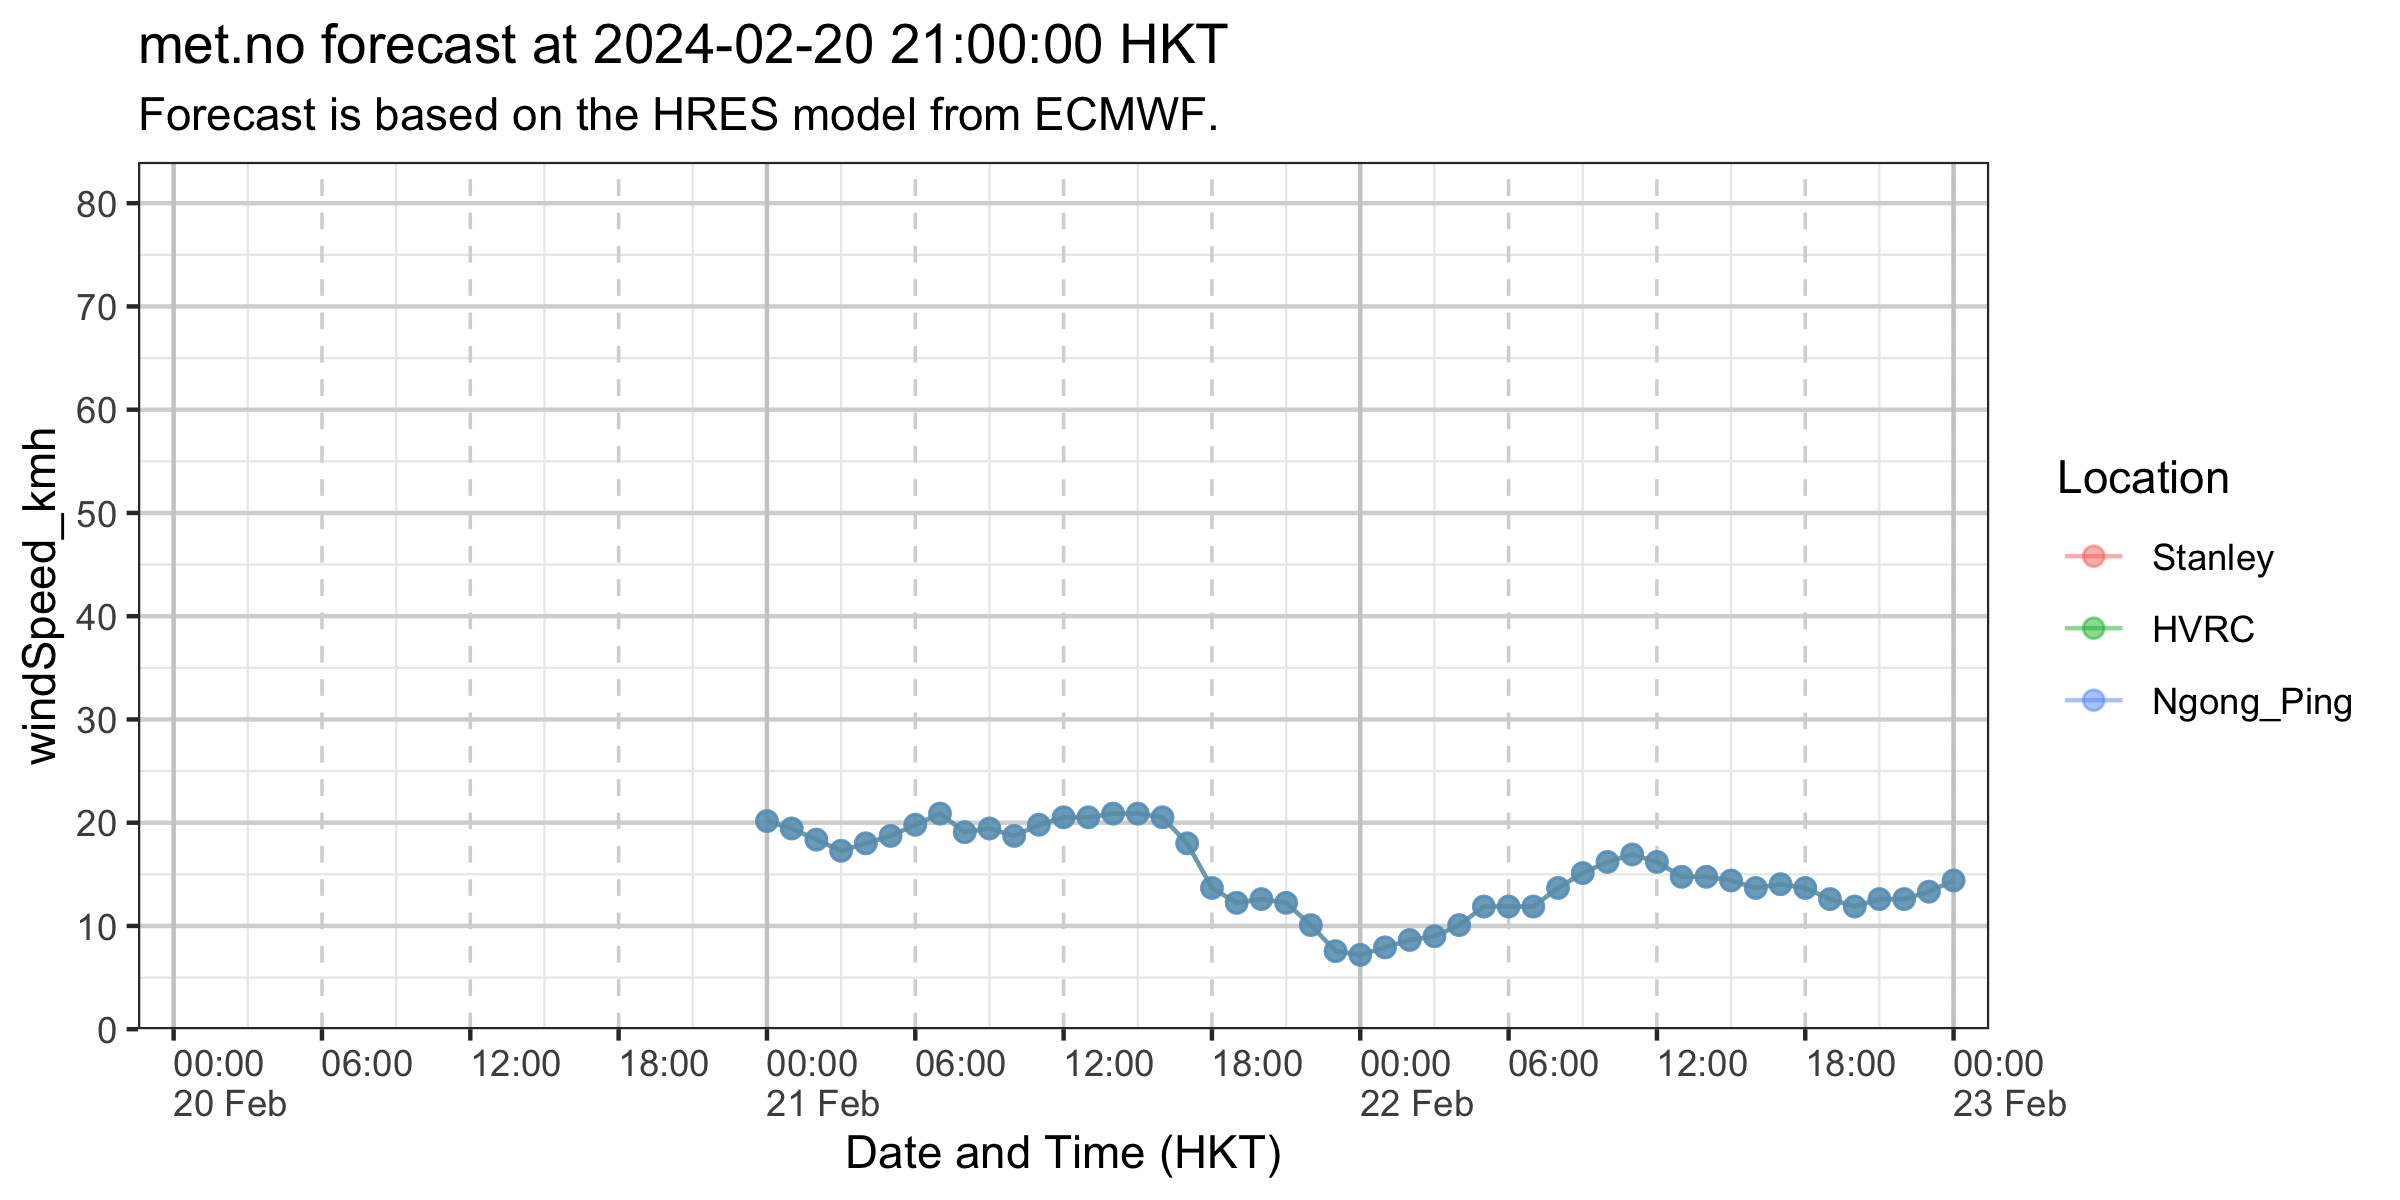 met.no forecast at 2024-02-20 21:00:00 HKT
Forecast is based on the HRES model from ECMWF.
windSpeed_kmh
80
70
60
50
40
30
20
10
0
00:00 06:00 12:00 18:00 00:00 06:00 12:00 18:00 00:00 06:00 12:00 18:00 00:00
20 Feb 21 Feb 22 Feb 23 Feb
Date and Time (HKT)
Location
Stanley
HVRC
Ngong_Ping